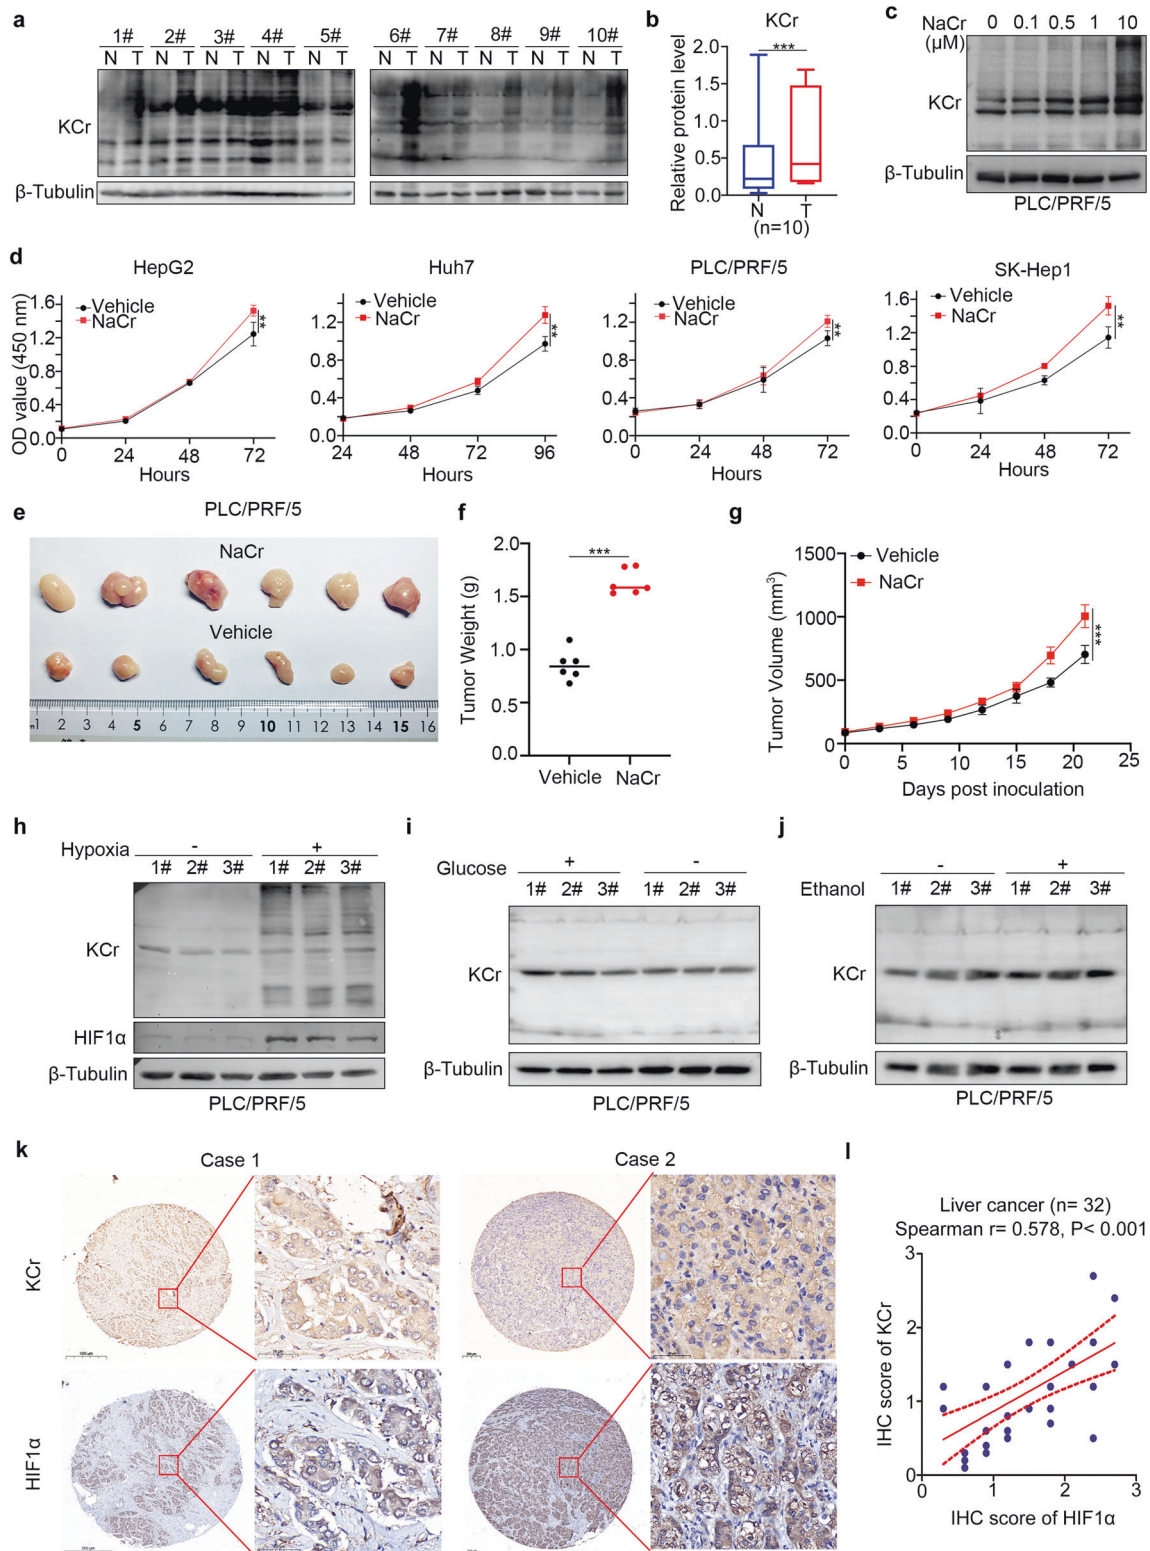 a
1# 2# 3# 4# 5# 6# 7# 8# 9# 10#
N T N T N T N T N T N T N T N T N T N T
KCr
β-Tubulin
b
KCr
***
Relative protein level
2.0
1.5
1.0
0.5
0.0
N T
(n=10)
c
NaCr 0 0.1 0.5 1 10
(μM)
KCr
β-Tubulin
PLC/PRF/5
d
HepG2
Vehicle
NaCr
OD value (450 nm)
1.6
1.2
0.8
0.4
0.0
0 24 48 72
Hours
**
Huh7
Vehicle
NaCr
1.2
0.8
0.4
0.0
24 48 72 96
Hours
**
PLC/PRF/5
Vehicle
NaCr
1.2
0.8
0.4
0.0
0 24 48 72
Hours
**
SK-Hep1
Vehicle
NaCr
1.6
1.2
0.8
0.4
0.0
0 24 48 72
Hours
**
e
PLC/PRF/5
NaCr
Vehicle
1 2 3 4 5 6 7 8 9 10 11 12 13 14 15 16
f
***
Tumor Weight (g)
2.0
1.5
1.0
0.5
0.0
Vehicle NaCr
g
Vehicle
NaCr
Tumor Volume (mm³)
1500
1000
500
0
0 5 10 15 20 25
Days post inoculation
***
h
Hypoxia - +
1# 2# 3# 1# 2# 3#
KCr
HIF1α
β-Tubulin
PLC/PRF/5
i
Glucose + -
1# 2# 3# 1# 2# 3#
KCr
β-Tubulin
PLC/PRF/5
j
Ethanol - +
1# 2# 3# 1# 2# 3#
KCr
β-Tubulin
PLC/PRF/5
k
Case 1 Case 2
KCr
HIF1α
l
Liver cancer (n= 32)
Spearman r= 0.578, P< 0.001
IHC score of KCr
3
2
1
0
0 1 2 3
IHC score of HIF1α